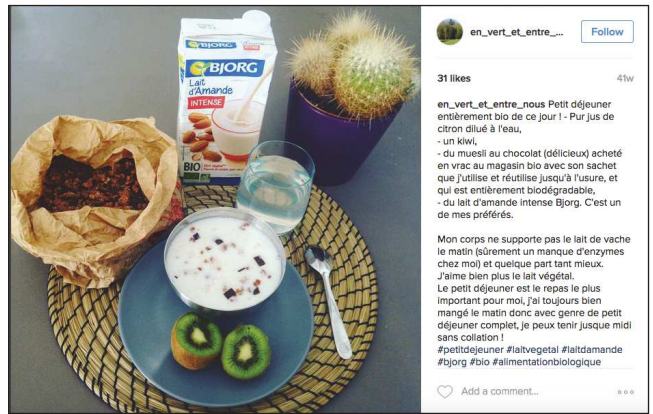 BJORG
BJORG
Lait
d'Amande
INTENSE
BIO
en_vert_et_entre_...
Follow
31 likes
41w
en_vert_et_entre_nous Petit déjeuner
entièrement bio de ce jour ! - Pur jus de
citron dilué à l'eau,
- un kiwi,
- du muesli au chocolat (délicieux) acheté
en vrac au magasin bio avec son sachet
que j'utilise et réutilise jusqu'à l'usure, et
qui est entièrement biodégradable,
- du lait d'amande intense Bjorg. C'est un
de mes préférés.
Mon corps ne supporte pas le lait de vache
le matin (sûrement un manque d'enzymes
chez moi) et quelque part tant mieux.
J'aime bien plus le lait végétal.
Le petit déjeuner est le repas le plus
important pour moi, j'ai toujours bien
mangé le matin donc avec genre de petit
déjeuner complet, je peux tenir jusque midi
sans collation !
#petitdejeuner #laitvegetal #laitdamande
#bjorg #bio #alimentationbiologique
Add a comment...